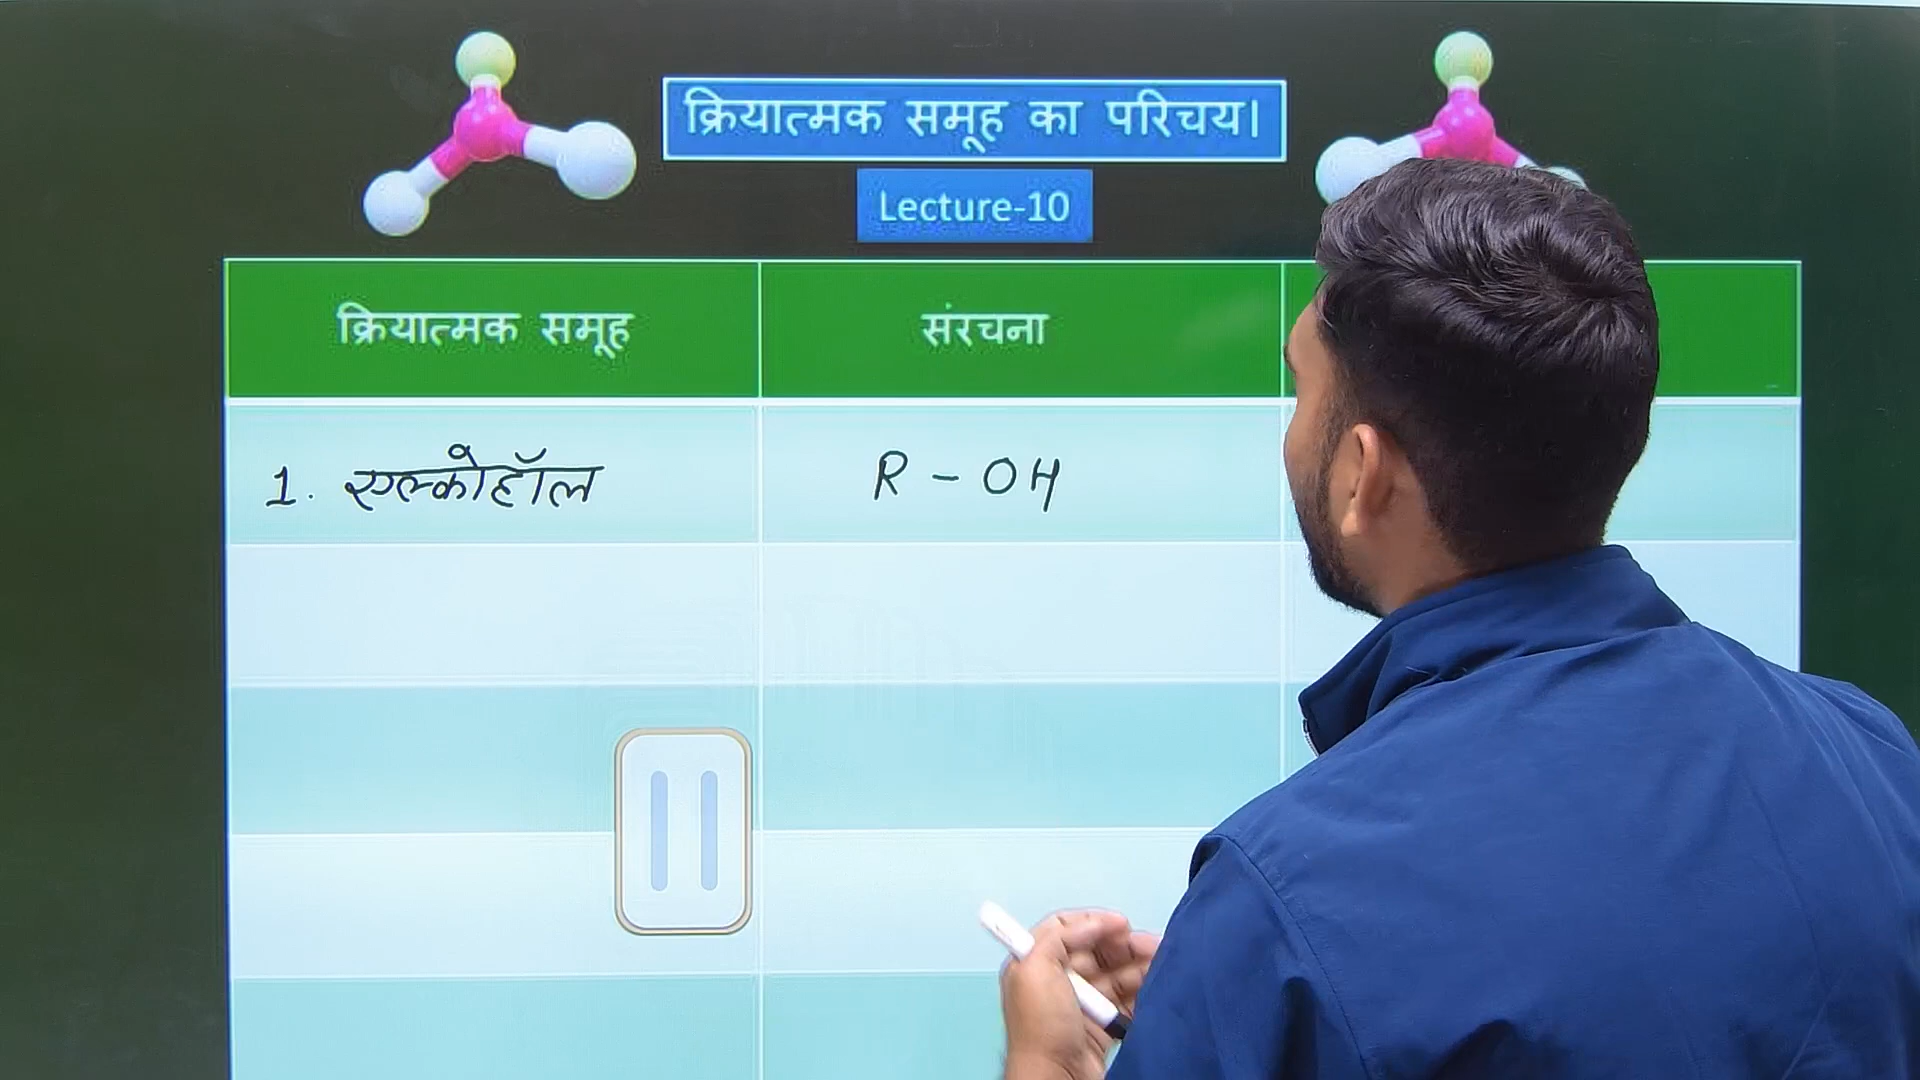 क्रियात्मक समूह का परिचय।
Lecture-10
क्रियात्मक समूह संरचना
1. एल्कोहॉल R - OH